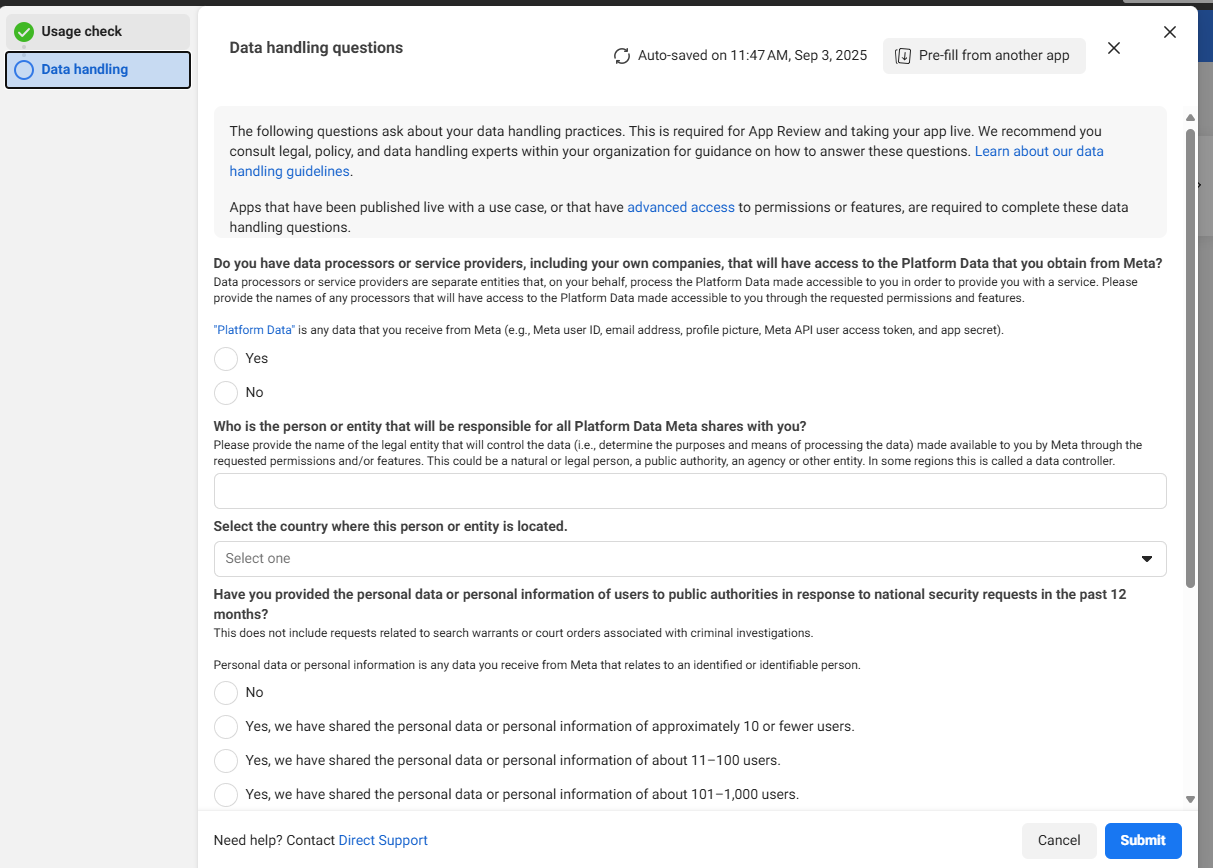 Usage check
Data handling
Data handling questions
Auto-saved on 11:47 AM, Sep 3, 2025
Pre-fill from another app
The following questions ask about your data handling practices. This is required for App Review and taking your app live. We recommend you
consult legal, policy, and data handling experts within your organization for guidance on how to answer these questions. Learn about our data
handling guidelines.
Apps that have been published live with a use case, or that have advanced access to permissions or features, are required to complete these data
handling questions.
Do you have data processors or service providers, including your own companies, that will have access to the Platform Data that you obtain from Meta?
Data processors or service providers are separate entities that, on your behalf, process the Platform Data made accessible to you in order to provide you with a service. Please
provide the names of any processors that will have access to the Platform Data made accessible to you through the requested permissions and features.
"Platform Data" is any data that you receive from Meta (e.g., Meta user ID, email address, profile picture, Meta API user access token, and app secret).
Yes
No
Who is the person or entity that will be responsible for all Platform Data Meta shares with you?
Please provide the name of the legal entity that will control the data (i.e., determine the purposes and means of processing the data) made available to you by Meta through the
requested permissions and/or features. This could be a natural or legal person, a public authority, an agency or other entity. In some regions this is called a data controller.
Select the country where this person or entity is located.
Select one
Have you provided the personal data or personal information of users to public authorities in response to national security requests in the past 12
months?
This does not include requests related to search warrants or court orders associated with criminal investigations.
Personal data or personal information is any data you receive from Meta that relates to an identified or identifiable person.
No
Yes, we have shared the personal data or personal information of approximately 10 or fewer users.
Yes, we have shared the personal data or personal information of about 11–100 users.
Yes, we have shared the personal data or personal information of about 101–1,000 users.
Need help? Contact Direct Support
Cancel
Submit